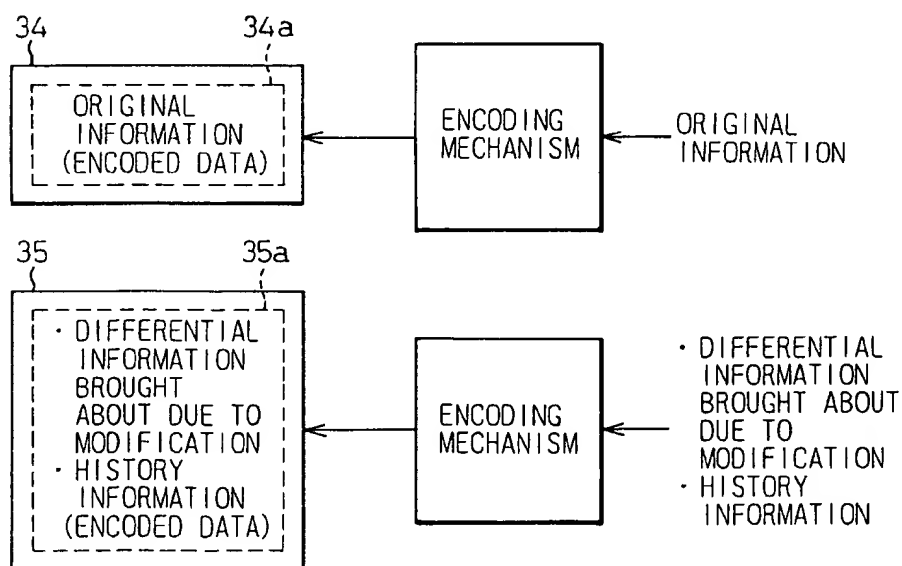 34
34a
ORIGINAL
INFORMATION
(ENCODED DATA)
ENCODING
MECHANISM
ORIGINAL
INFORMATION
35
35a
· DIFFERENTIAL
INFORMATION
BROUGHT
ABOUT DUE TO
MODIFICATION
· HISTORY
INFORMATION
(ENCODED DATA)
ENCODING
MECHANISM
· DIFFERENTIAL
INFORMATION
BROUGHT ABOUT
DUE TO
MODIFICATION
· HISTORY
INFORMATION